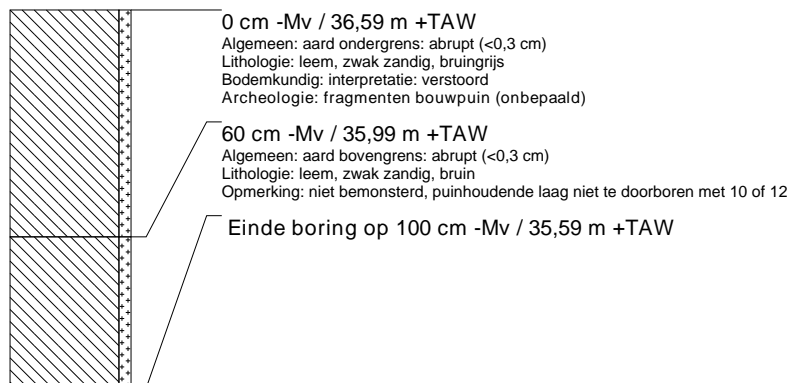 0 cm -Mv / 36,59 m +TAW
Algemeen: aard ondergrens: abrupt (<0,3 cm)
Lithologie: leem, zwak zandig, bruingrijs
Bodemkundig: interpretatie: verstoord
Archeologie: fragmenten bouwpuin (onbepaald)
60 cm -Mv / 35,99 m +TAW
Algemeen: aard bovengrens: abrupt (<0,3 cm)
Lithologie: leem, zwak zandig, bruin
Opmerking: niet bemonsterd, puinhoudende laag niet te doorboren met 10 of 12
Einde boring op 100 cm -Mv / 35,59 m +TAW